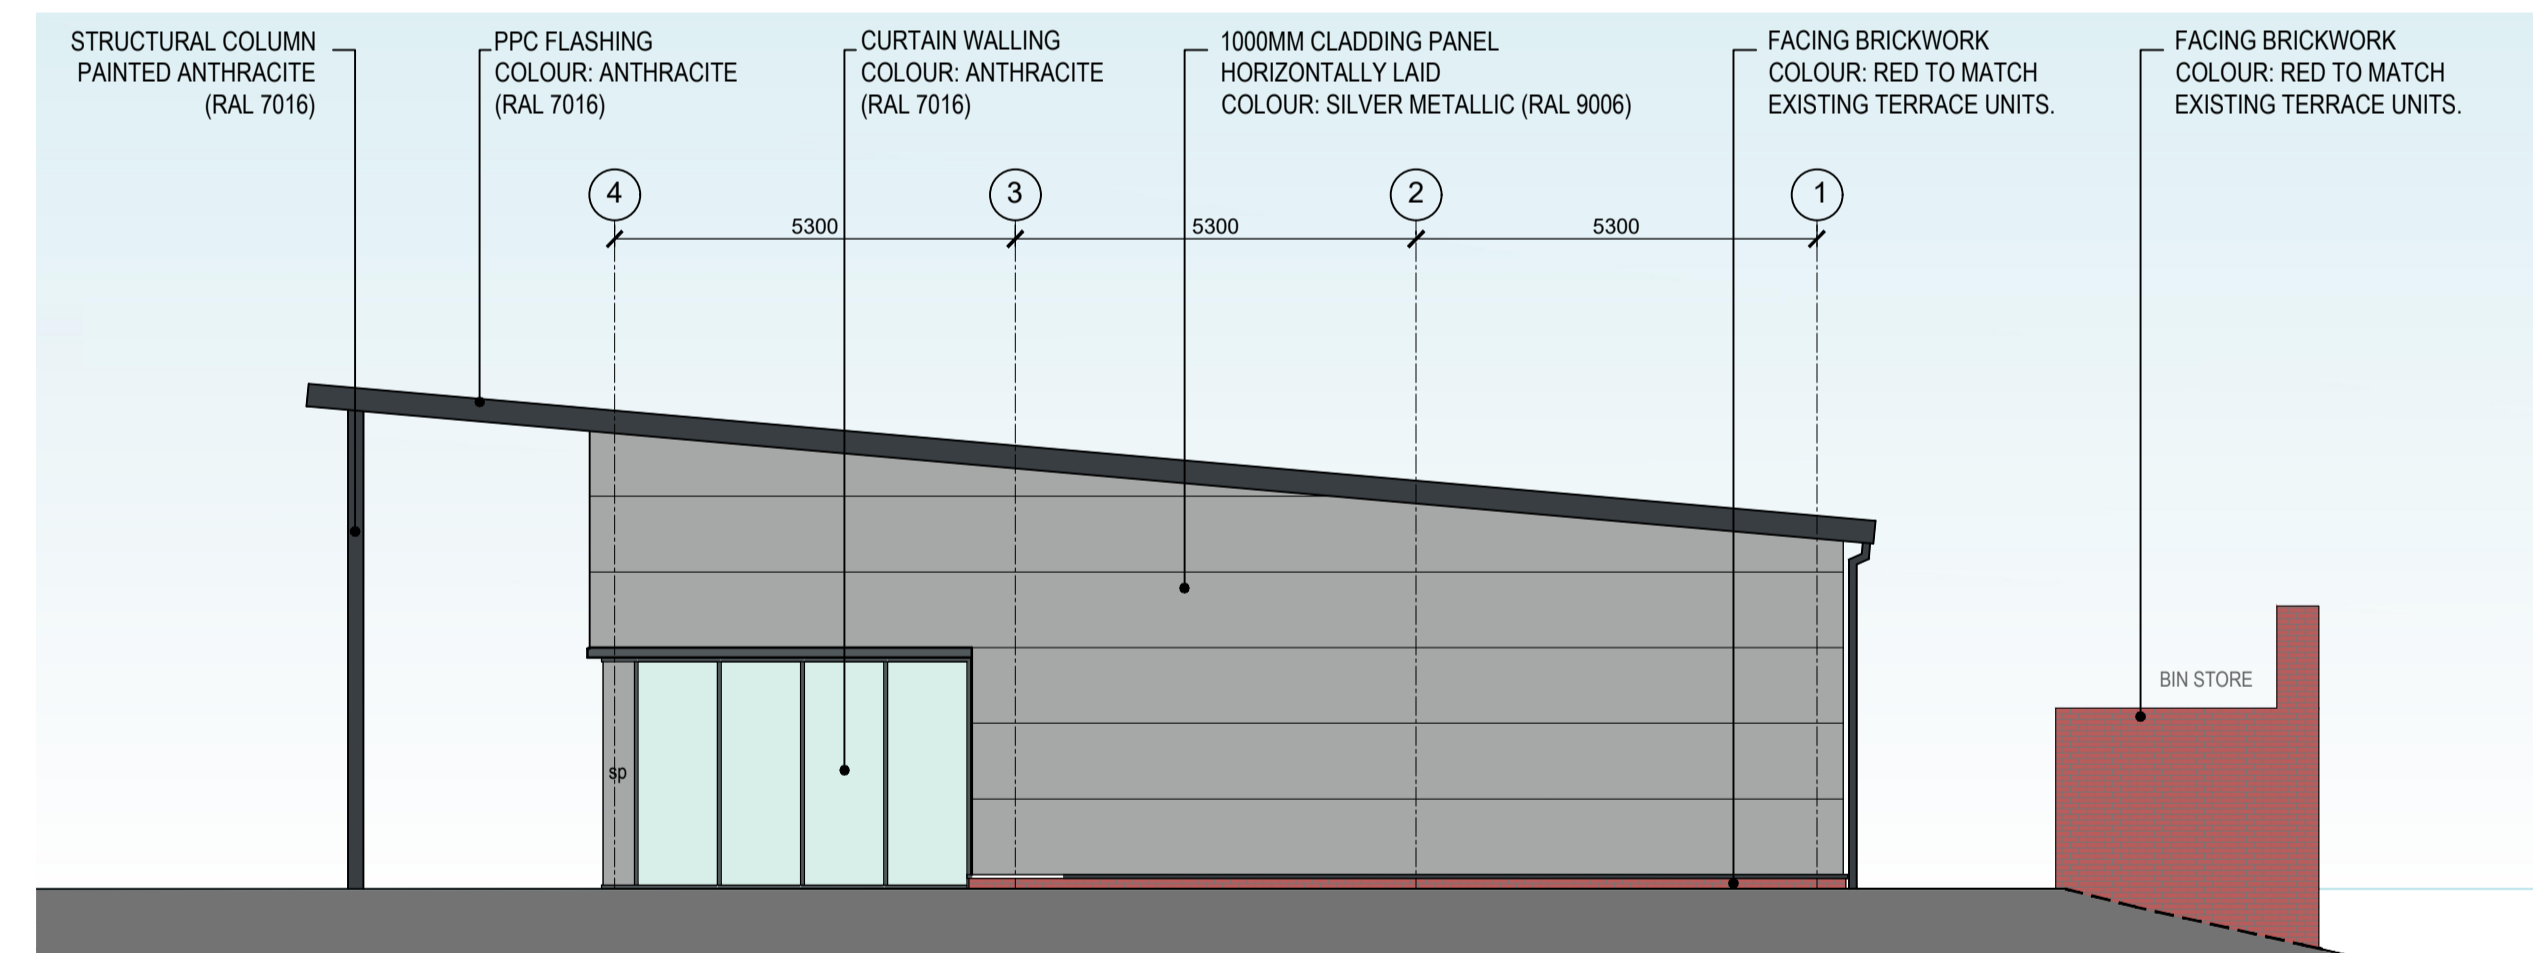 STRUCTURAL COLUMN
PAINTED ANTHRACITE
(RAL 7016)
PPC FLASHING
COLOUR: ANTHRACITE
(RAL 7016)
CURTAIN WALLING
COLOUR: ANTHRACITE
(RAL 7016)
1000MM CLADDING PANEL
HORIZONTALLY LAID
COLOUR: SILVER METALLIC (RAL 9006)
FACING BRICKWORK
COLOUR: RED TO MATCH
EXISTING TERRACE UNITS.
FACING BRICKWORK
COLOUR: RED TO MATCH
EXISTING TERRACE UNITS.
4
3
2
1
5300
5300
5300
BIN STORE
sp